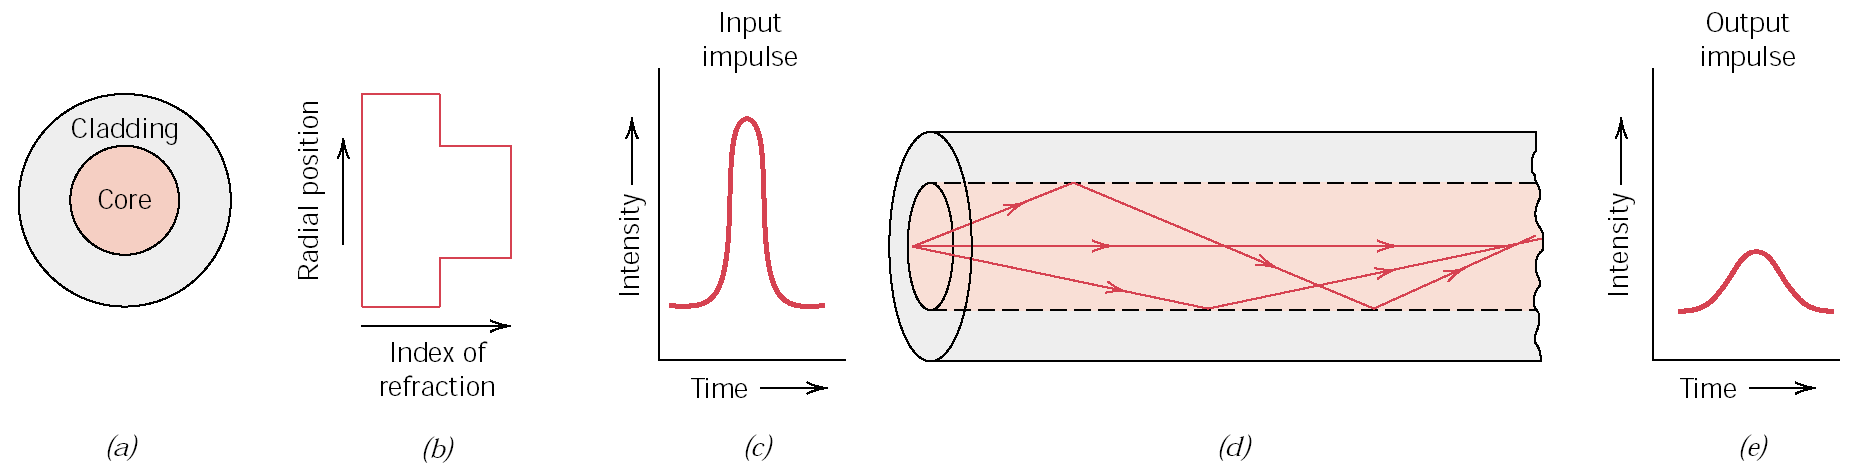 Cladding
Core
(a)
Radial position
Index of
refraction
(b)
Input
impulse
Intensity
Time
(c)
(d)
Output
impulse
Intensity
Time
(e)